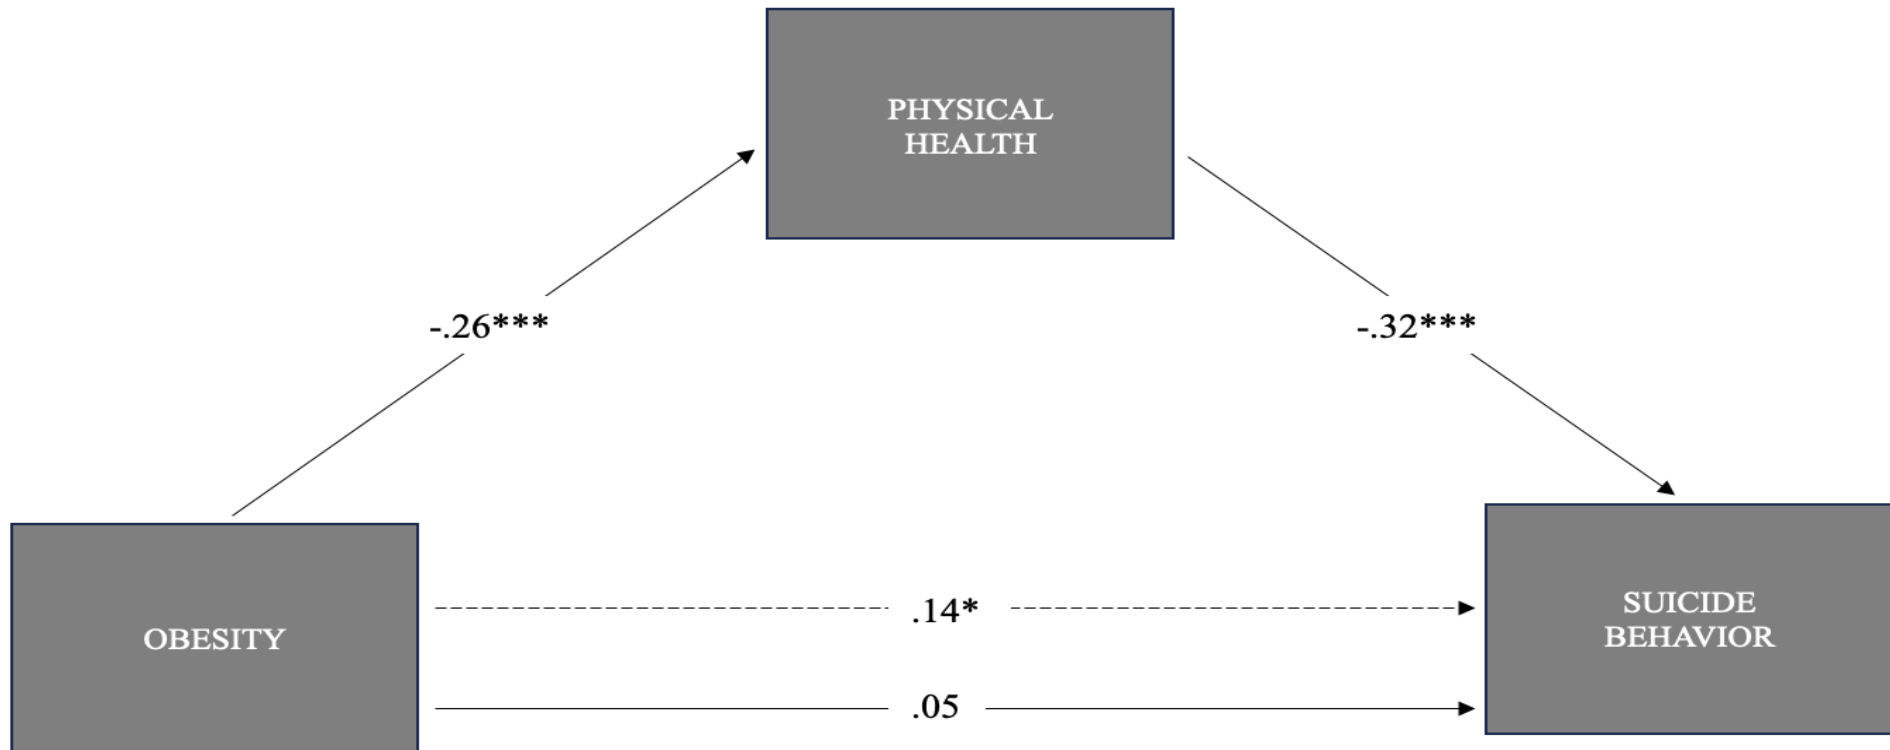 PHYSICAL
HEALTH
-.26***
-.32***
OBESITY
.14*
.05
SUICIDE
BEHAVIOR